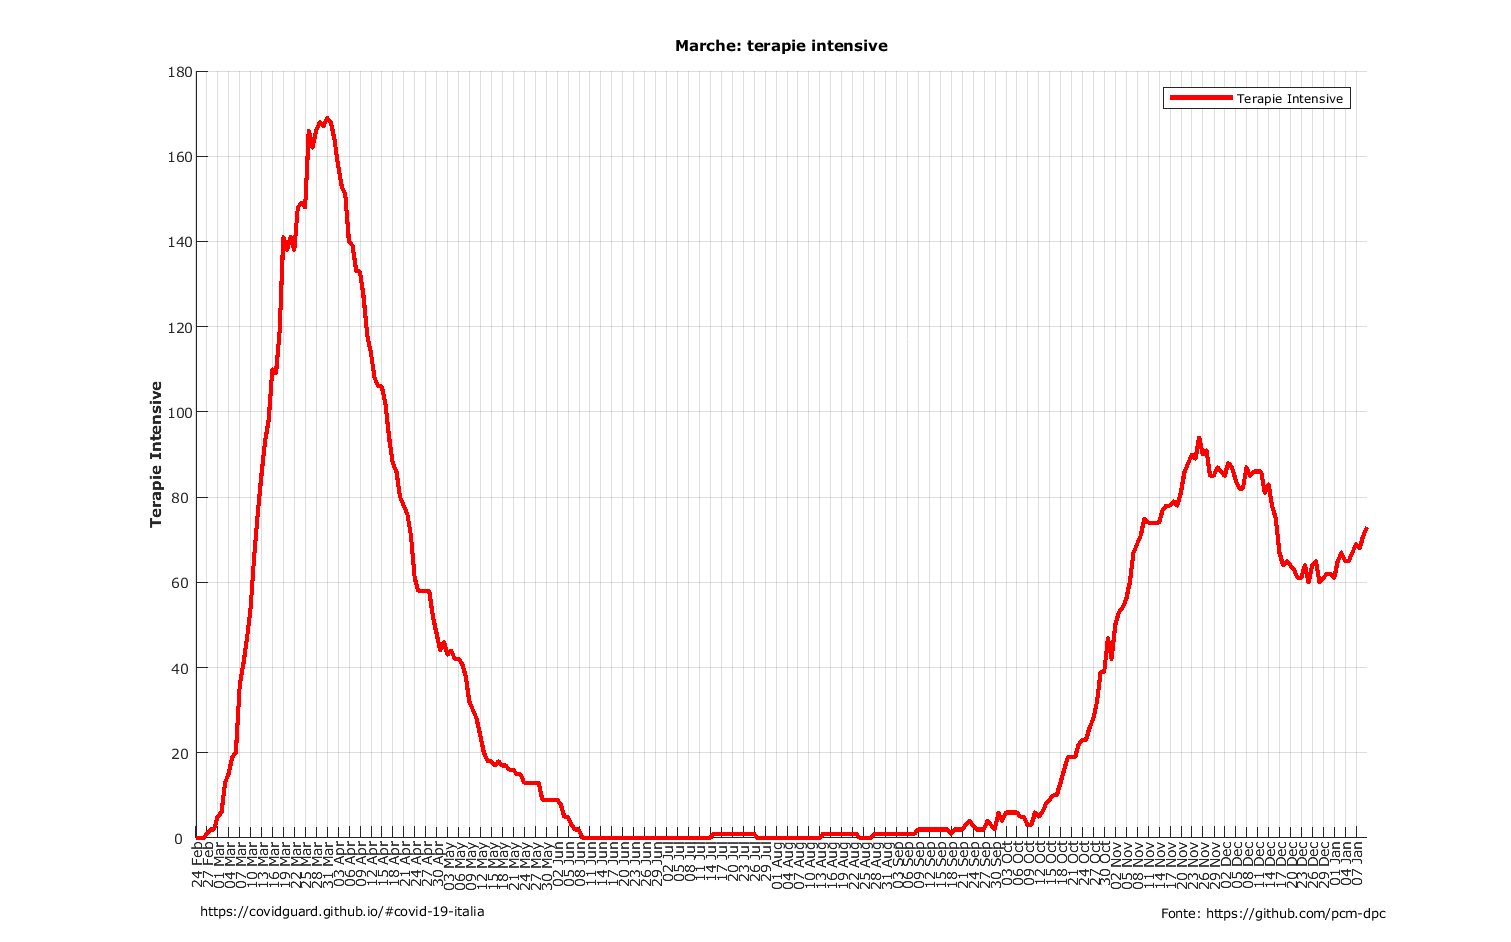 Marche: terapie intensive
Terapie Intensive
Terapie Intensive
180
160
140
120
100
80
60
40
20
0
24 Feb
27 Feb
01 Mar
04 Mar
07 Mar
10 Mar
13 Mar
16 Mar
19 Mar
22 Mar
25 Mar
28 Mar
31 Mar
03 Apr
06 Apr
09 Apr
12 Apr
15 Apr
18 Apr
21 Apr
24 Apr
27 Apr
30 Apr
03 May
06 May
09 May
12 May
15 May
18 May
21 May
24 May
27 May
30 May
02 Jun
05 Jun
08 Jun
11 Jun
14 Jun
17 Jun
20 Jun
23 Jun
26 Jun
29 Jun
02 Jul
05 Jul
08 Jul
11 Jul
14 Jul
17 Jul
20 Jul
23 Jul
26 Jul
29 Jul
01 Aug
04 Aug
07 Aug
10 Aug
13 Aug
16 Aug
19 Aug
22 Aug
25 Aug
28 Aug
31 Aug
03 Sep
06 Sep
09 Sep
12 Sep
15 Sep
18 Sep
21 Sep
24 Sep
27 Sep
30 Sep
03 Oct
06 Oct
09 Oct
12 Oct
15 Oct
18 Oct
21 Oct
24 Oct
27 Oct
30 Oct
02 Nov
05 Nov
08 Nov
11 Nov
14 Nov
17 Nov
20 Nov
23 Nov
26 Nov
29 Nov
02 Dec
05 Dec
08 Dec
11 Dec
14 Dec
17 Dec
20 Dec
23 Dec
26 Dec
29 Dec
01 Jan
04 Jan
07 Jan
https://covidguard.github.io/#covid-19-italia
Fonte: https://github.com/pcm-dpc